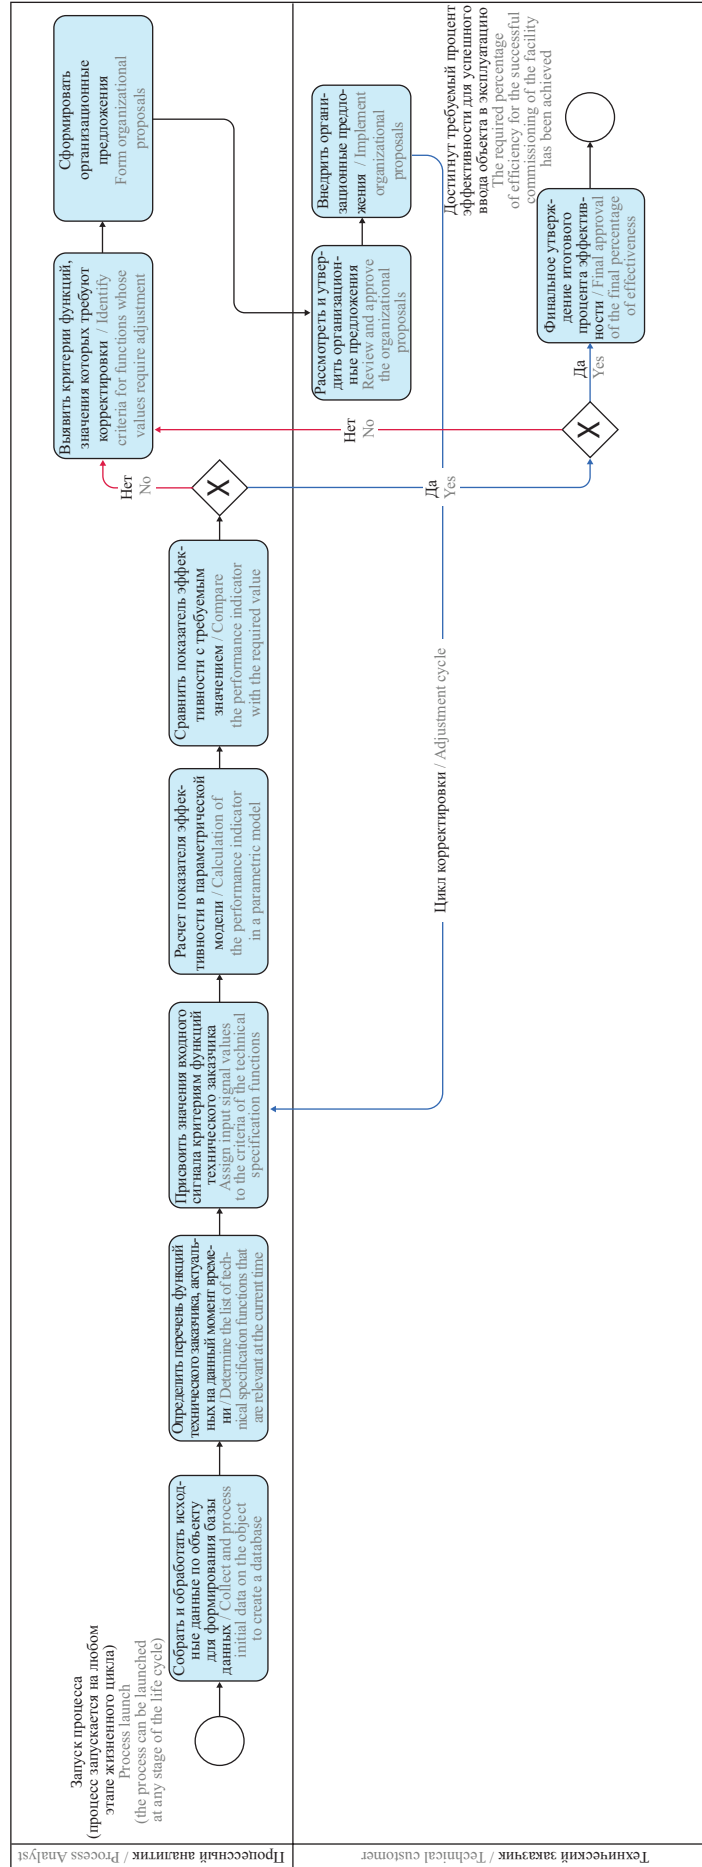 Процессный аналитик / Process Analyst
Технический заказчик / Technical customer
Запуск процесса
(процесс запускается на любом
этапе жизненного цикла)
Process launch
(the process can be launched
at any stage of the life cycle)
Собрать и обработать исход-
ные данные по объекту
для формирования базы
данных / Collect and process
initial data on the object
to create a database
Определить перечень функций
технического заказчика, актуаль-
ных на данный момент време-
ни / Determine the list of tech-
nical specification functions that
are relevant at the current time
Присвоить значения входного
сигнала критериям функций
технического заказчика
Assign input signal values
to the criteria of the technical
specification functions
Расчет показателя эффек-
тивности в параметрической
модели / Calculation of
the performance indicator
in a parametric model
Сравнить показатель эффек-
тивности с требуемым
значением / Compare
the performance indicator
with the required value
X
Нет
No
Да
Yes
Выявить критерии функций,
значения которых требуют
корректировки / Identify
criteria for functions whose
values require adjustment
Сформировать
организационные
предложения
Form organizational
proposals
Рассмотреть и утвер-
дить организацион-
ные предложения
Review and approve
the organizational
proposals
Внедрить органи-
зационные предло-
жения / Implement
organizational
proposals
Цикл корректировки / Adjustment cycle
X
Нет
No
Да
Yes
Финальное утверж-
дение итогового
процента эффектив-
ности / Final approval
of the final percentage
of effectiveness
Достигнут требуемый процент
эффективности для успешного
ввода объекта в эксплуатацию
The required percentage
of efficiency for the successful
commissioning of the facility
has been achieved